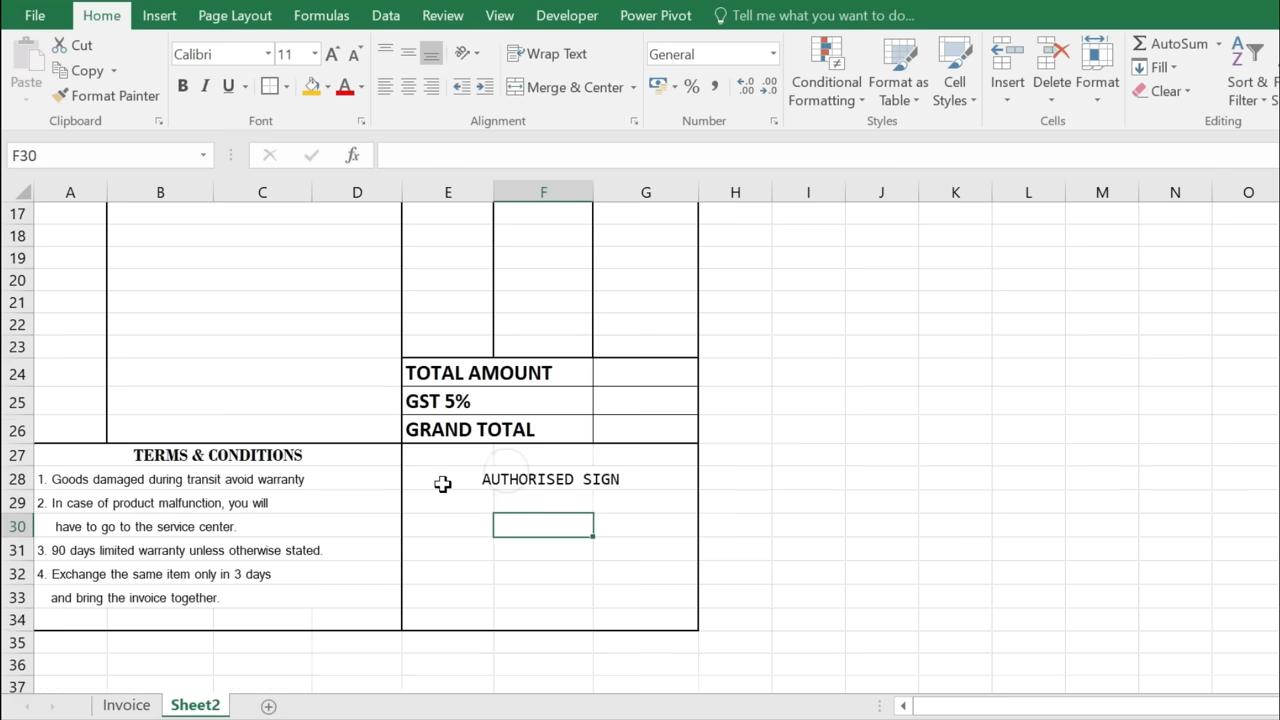 File Home Insert Page Layout Formulas Data Review View Developer Power Pivot Tell me what you want to do...
Paste
Cut
Copy
Format Painter
Clipboard
Calibri 11
B I U A
Font
Wrap Text
Merge & Center
Alignment
General
%
Number
Conditional Formatting
Format as Table
Cell Styles
Styles
Insert
Delete
Format
Cells
AutoSum
Fill
Clear
Sort &
Filter
Editing
F30 fx
A B C D E F G H I J K L M N O
17
18
19
20
21
22
23
24 TOTAL AMOUNT
25 GST 5%
26 GRAND TOTAL
27 TERMS & CONDITIONS
28 1. Goods damaged during transit avoid warranty AUTHORISED SIGN
29 2. In case of product malfunction, you will
30 have to go to the service center.
31 3. 90 days limited warranty unless otherwise stated.
32 4. Exchange the same item only in 3 days
33 and bring the invoice together.
34
35
36
37
Invoice Sheet2